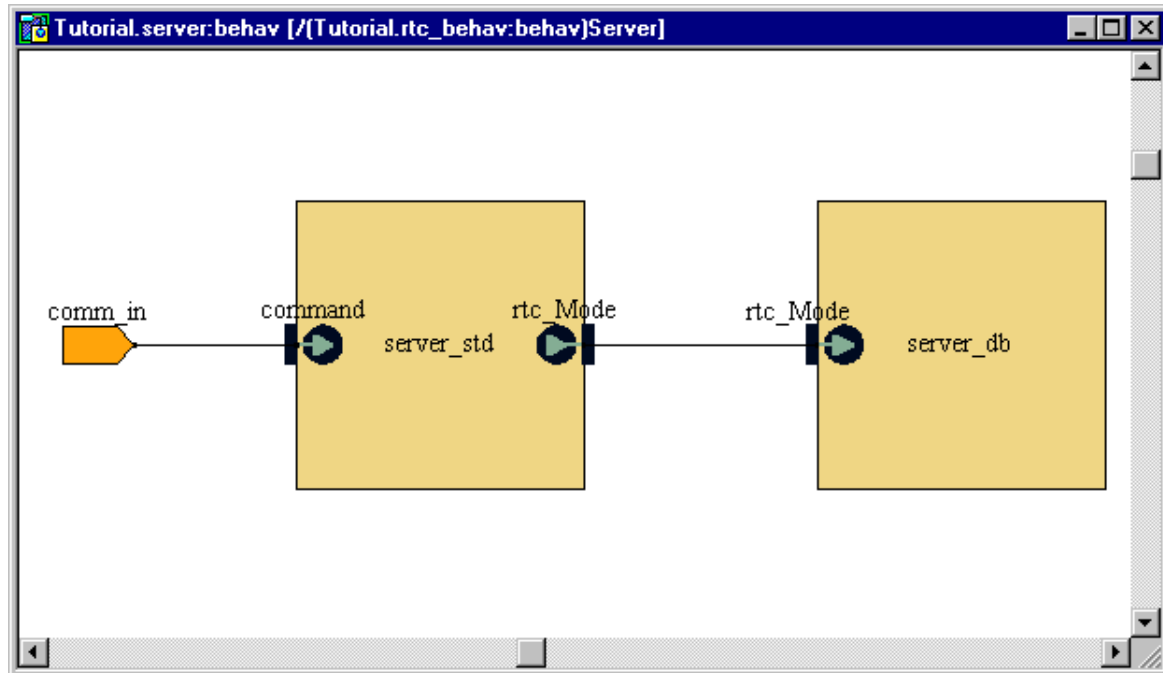 Tutorial.server:behav [/(Tutorial.rtc_behav:behav)Server]
comm_in
command
rtc_Mode
rtc_Mode
server_std
server_db